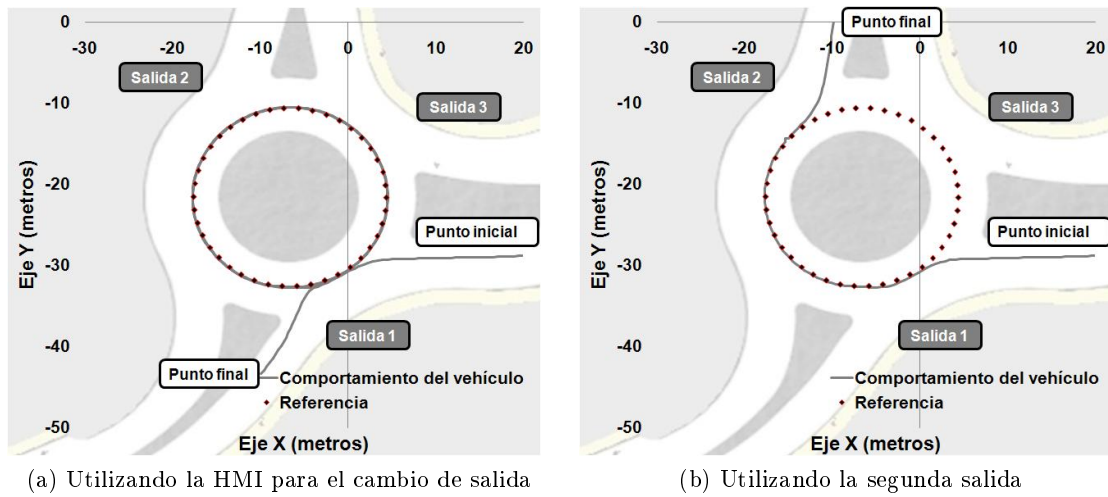 0
-30 -20 -10 0 10 20
Salida 2
-10
Salida 3
-20
Punto inicial
-30
Salida 1
-40
Punto final
Comportamiento del vehículo
Referencia
-50
Eje X (metros)
Eje Y (metros)
(a) Utilizando la HMI para el cambio de salida
0
Punto final
-30 -20 -10 0 10 20
Salida 2
-10
Salida 3
-20
Punto inicial
-30
Salida 1
-40
Comportamiento del vehículo
Referencia
-50
Eje X (metros)
Eje Y (metros)
(b) Utilizando la segunda salida